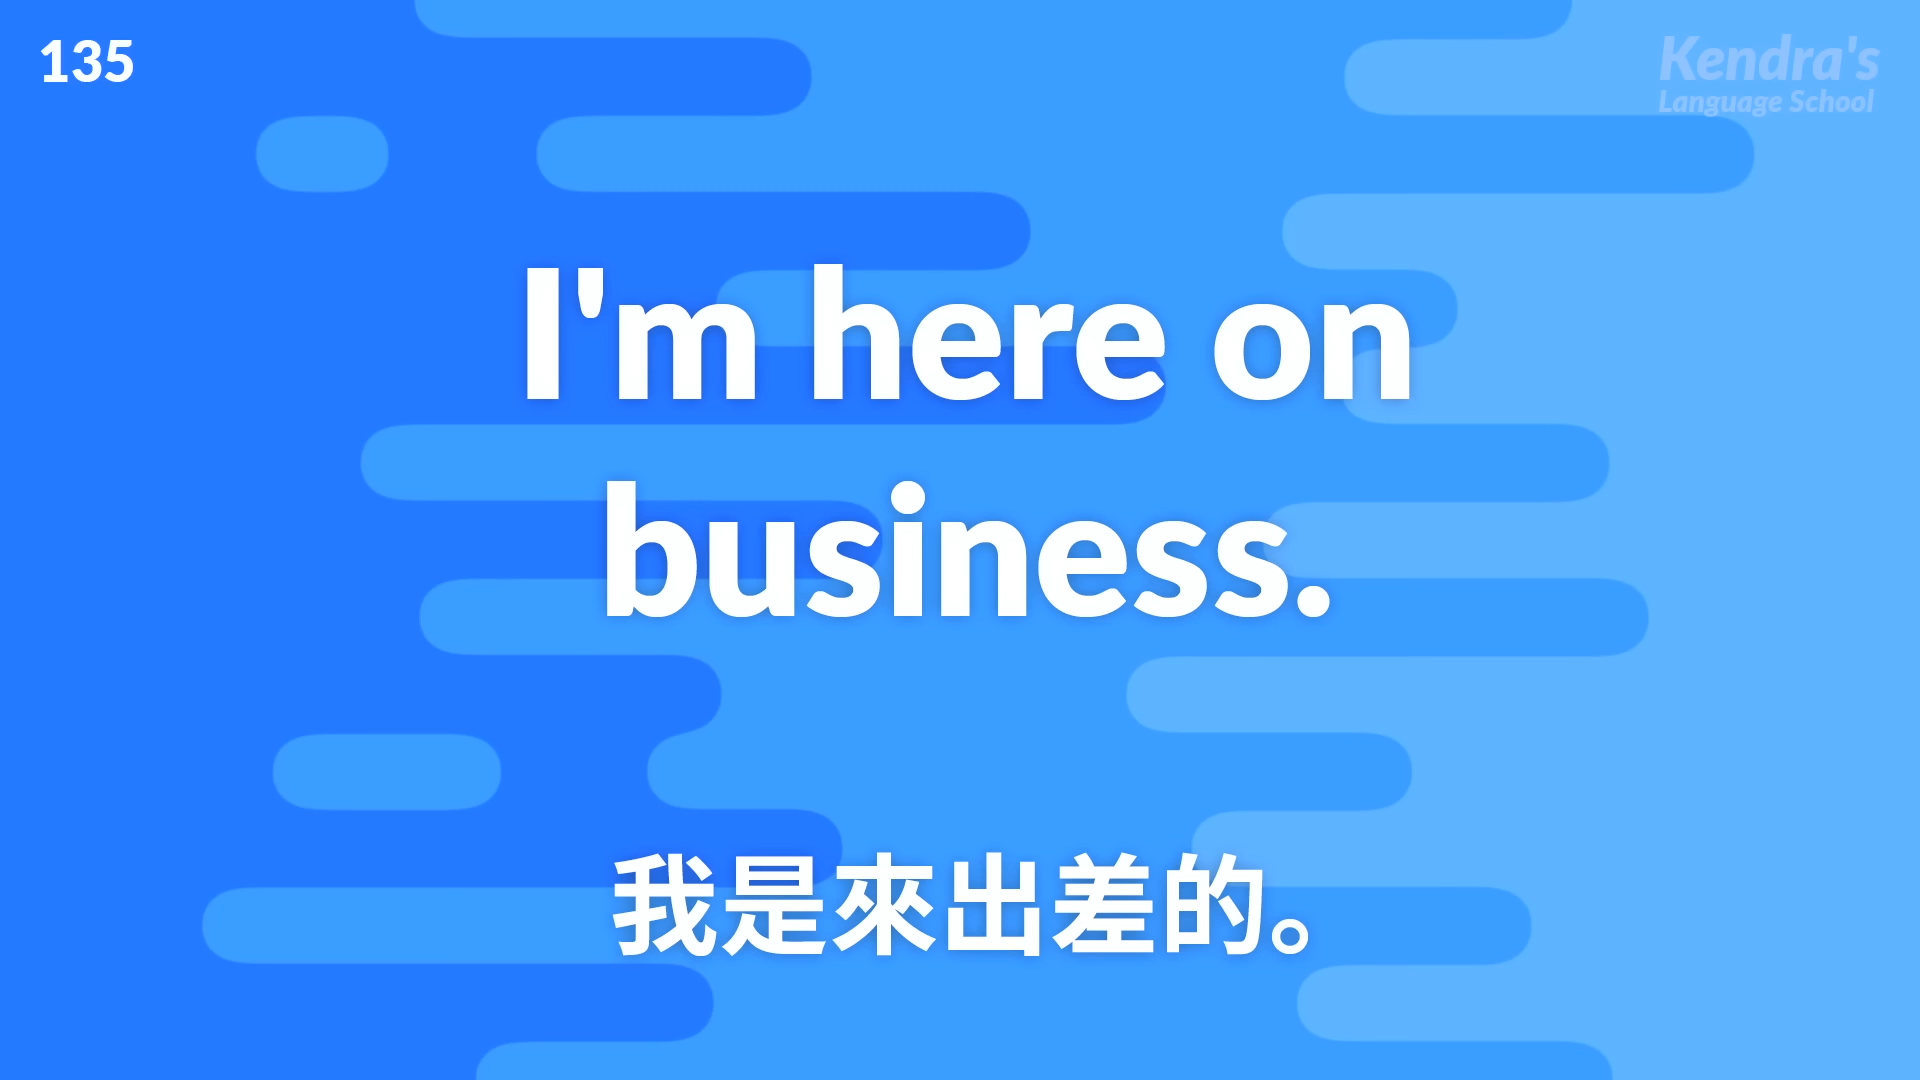 135
Kendra's
Language School
I'm here on
business.
我是來出差的。